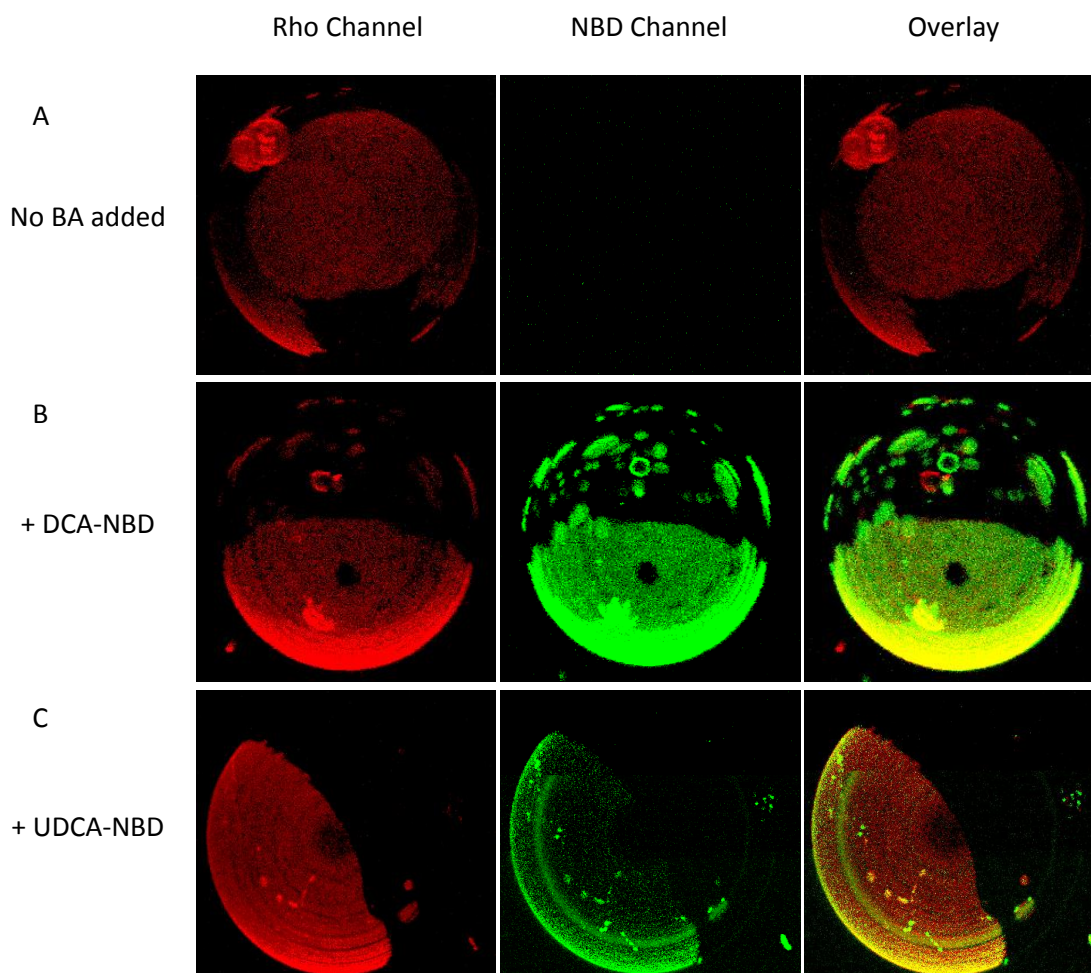 Rho Channel NBD Channel Overlay
A
No BA added
B
+ DCA-NBD
C
+ UDCA-NBD